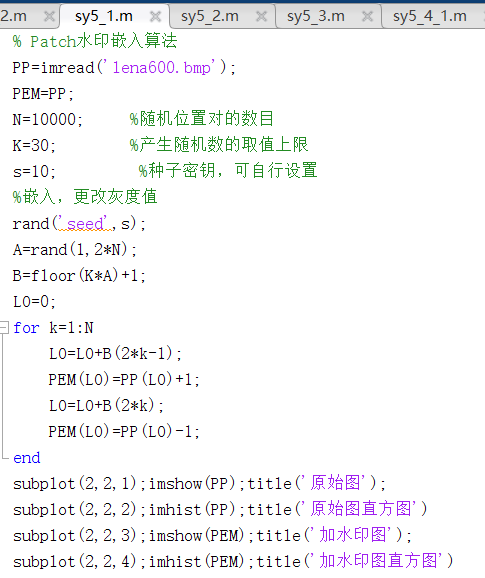 2.m sy5_1.m sy5_2.m sy5_3.m sy5_4_1.m
% Patch水印嵌入算法
PP=imread('lena600.bmp');
PEM=PP;
N=10000; %随机位置对的数目
K=30; %产生随机数的取值上限
s=10; %种子密钥，可自行设置
%嵌入，更改灰度值
rand('seed',s);
A=rand(1,2*N);
B=floor(K*A)+1;
L0=0;
for k=1:N
L0=L0+B(2*k-1);
PEM(L0)=PP(L0)+1;
L0=L0+B(2*k);
PEM(L0)=PP(L0)-1;
end
subplot(2,2,1);imshow(PP);title('原始图');
subplot(2,2,2);imhist(PP);title('原始图直方图')
subplot(2,2,3);imshow(PEM);title('加水印图');
subplot(2,2,4);imhist(PEM);title('加水印图直方图')